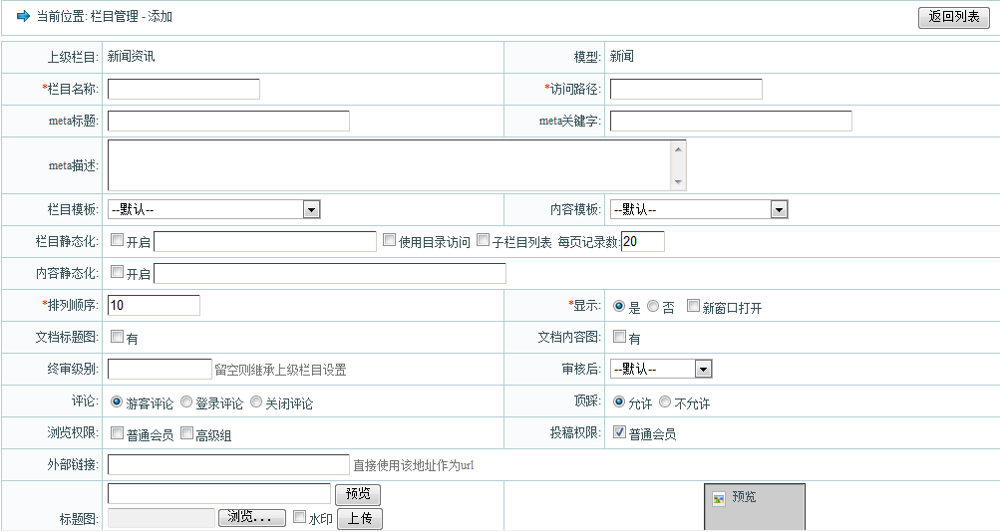 当前位置: 栏目管理 - 添加 返回列表
上级栏目: 新闻资讯 模型: 新闻
*栏目名称: *访问路径:
meta标题: meta关键字:
meta描述:
栏目模板: --默认-- 内容模板: --默认--
栏目静态化: 开启 使用目录访问 子栏目列表 每页记录数: 20
内容静态化: 开启
*排列顺序: 10 *显示: 是 否 新窗口打开
文档标题图: 有 文档内容图: 有
终审级别: 留空则继承上级栏目设置 审核后: --默认--
评论: 游客评论 登录评论 关闭评论 顶踩: 允许 不允许
浏览权限: 普通会员 高级组 投稿权限: 普通会员
外部链接: 直接使用该地址作为url
预览 预览
标题图: 浏览... 水印 上传